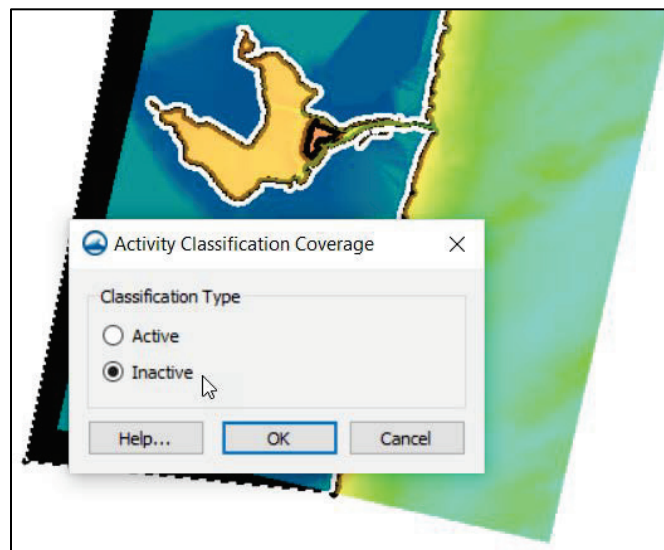 Activity Classification Coverage
Classification Type
Active
Inactive
Help...
OK
Cancel